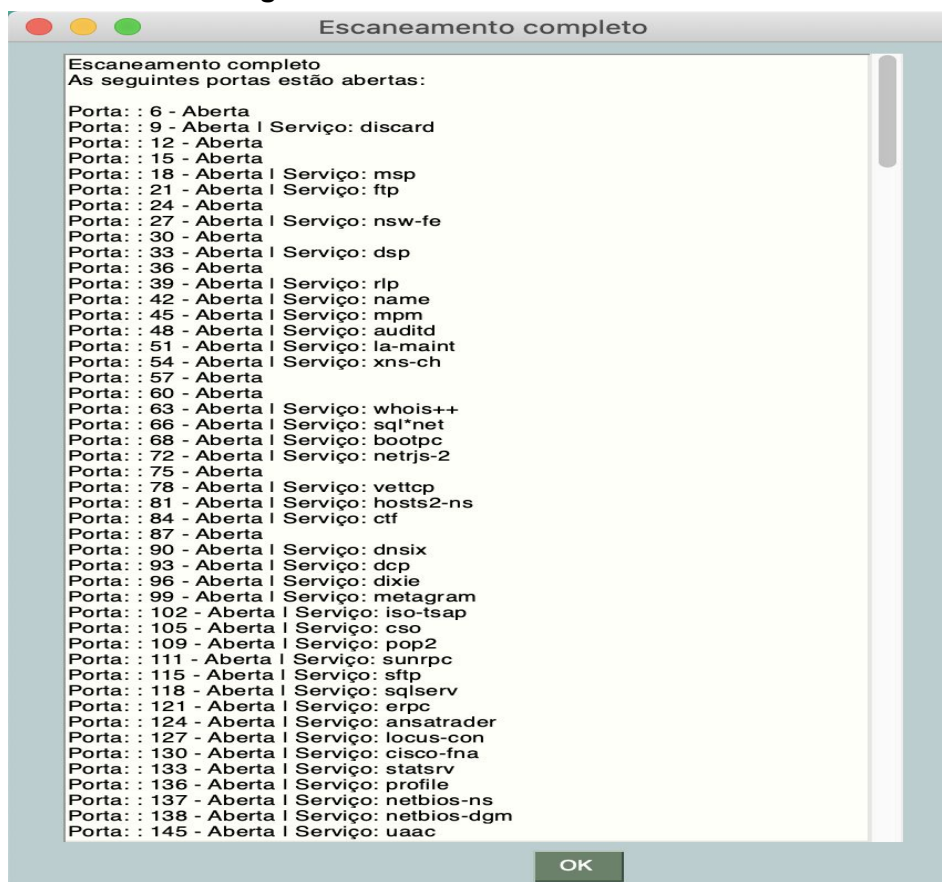 Escaneamento completo
Escaneamento completo
As seguintes portas estão abertas:
Porta: : 6 - Aberta
Porta: : 9 - Aberta | Serviço: discard
Porta: : 12 - Aberta
Porta: : 15 - Aberta
Porta: : 18 - Aberta | Serviço: msp
Porta: : 21 - Aberta | Serviço: ftp
Porta: : 24 - Aberta
Porta: : 27 - Aberta | Serviço: nsw-fe
Porta: : 30 - Aberta
Porta: : 33 - Aberta | Serviço: dsp
Porta: : 36 - Aberta
Porta: : 39 - Aberta | Serviço: rlp
Porta: : 42 - Aberta | Serviço: name
Porta: : 45 - Aberta | Serviço: mpm
Porta: : 48 - Aberta | Serviço: auditd
Porta: : 51 - Aberta | Serviço: la-maint
Porta: : 54 - Aberta | Serviço: xns-ch
Porta: : 57 - Aberta
Porta: : 60 - Aberta
Porta: : 63 - Aberta | Serviço: whois++
Porta: : 66 - Aberta | Serviço: sql*net
Porta: : 68 - Aberta | Serviço: bootpc
Porta: : 72 - Aberta | Serviço: netrjs-2
Porta: : 75 - Aberta
Porta: : 78 - Aberta | Serviço: vettcp
Porta: : 81 - Aberta | Serviço: hosts2-ns
Porta: : 84 - Aberta | Serviço: ctf
Porta: : 87 - Aberta
Porta: : 90 - Aberta | Serviço: dnsix
Porta: : 93 - Aberta | Serviço: dcp
Porta: : 96 - Aberta | Serviço: dixie
Porta: : 99 - Aberta | Serviço: metagram
Porta: : 102 - Aberta | Serviço: iso-tsap
Porta: : 105 - Aberta | Serviço: cso
Porta: : 109 - Aberta | Serviço: pop2
Porta: : 111 - Aberta | Serviço: sunrpc
Porta: : 115 - Aberta | Serviço: sftp
Porta: : 118 - Aberta | Serviço: sqlserv
Porta: : 121 - Aberta | Serviço: erpc
Porta: : 124 - Aberta | Serviço: ansatrader
Porta: : 127 - Aberta | Serviço: locus-con
Porta: : 130 - Aberta | Serviço: cisco-fna
Porta: : 133 - Aberta | Serviço: statsrv
Porta: : 136 - Aberta | Serviço: profile
Porta: : 137 - Aberta | Serviço: netbios-ns
Porta: : 138 - Aberta | Serviço: netbios-dgm
Porta: : 145 - Aberta | Serviço: uaac
OK